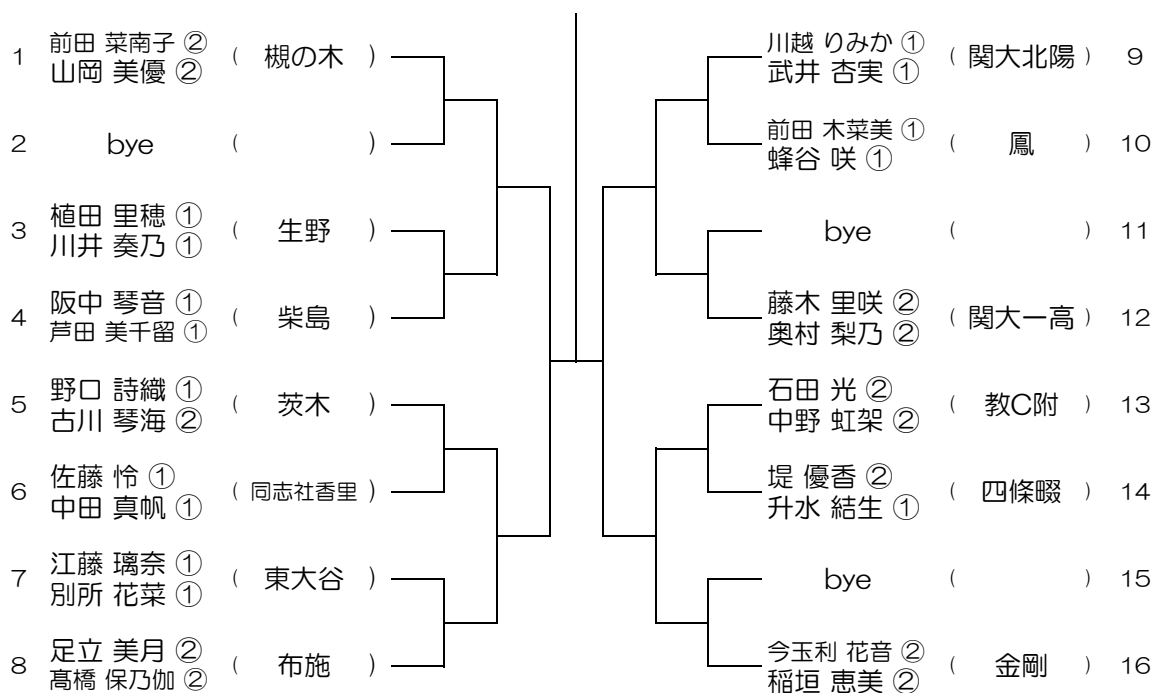 1 前田 菜南子 ② ( 槻の木 )
山岡 美優 ②
2 bye ( )
3 植田 里穂 ① ( 生野 )
川井 奏乃 ①
4 阪中 琴音 ① ( 柴島 )
芦田 美千留 ①
5 野口 詩織 ① ( 茨木 )
古川 琴海 ②
6 佐藤 怜 ① ( 同志社香里 )
中田 真帆 ①
7 江藤 璃奈 ① ( 東大谷 )
別所 花菜 ①
8 足立 美月 ② ( 布施 )
髙橋 保乃伽 ②
川越 りみか ① ( 関大北陽 ) 9
武井 杏実 ①
前田 木菜美 ① ( 鳳 ) 10
蜂谷 咲 ①
bye ( ) 11
藤木 里咲 ② ( 関大一高 ) 12
奥村 梨乃 ②
石田 光 ② ( 教C附 ) 13
中野 虹架 ②
堤 優香 ② ( 四條畷 ) 14
升水 結生 ①
bye ( ) 15
今玉利 花音 ② ( 金剛 ) 16
稲垣 恵美 ②